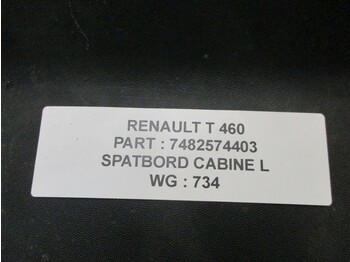 RENAULT T 460
PART : 7482574403
SPATBORD CABINE L
WG : 734